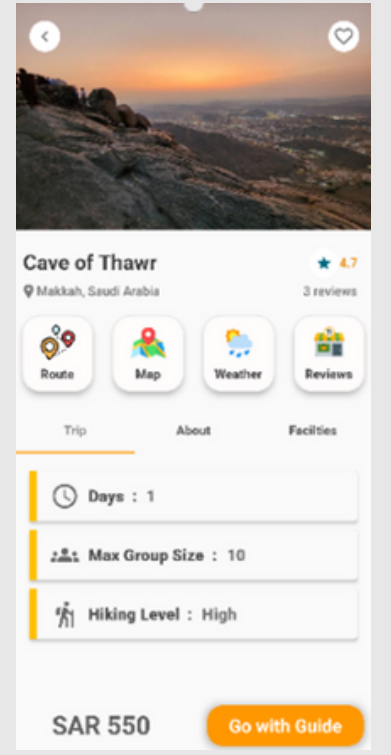 Cave of Thawr
4.7
Makkah, Saudi Arabia
3 reviews
Route
Map
Weather
Reviews
Trip
About
Facilties
Days : 1
Max Group Size : 10
Hiking Level : High
SAR 550
Go with Guide